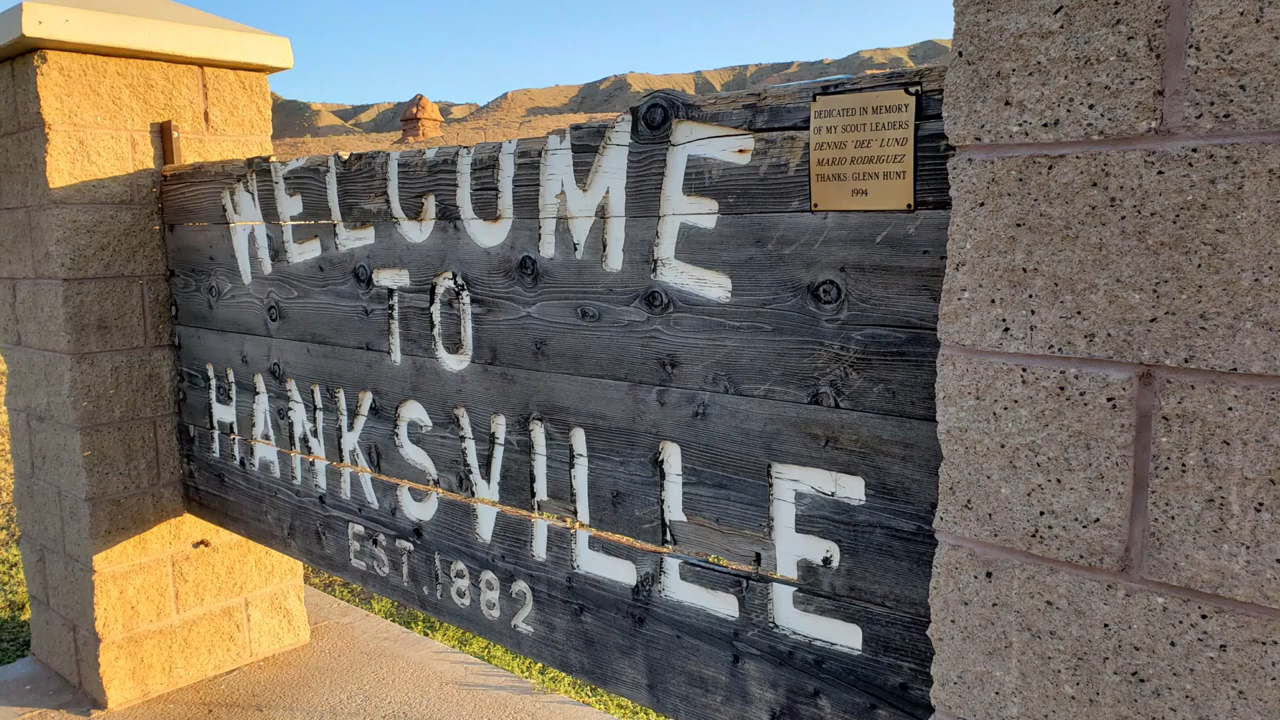 WELCOME
TO
HANKSVILLE
EST. 1882
DEDICATED IN MEMORY
OF MY SCOUT LEADERS
DENNIS "DEE" LUND
MARIO RODRIGUEZ
THANKS: GLENN HUNT
1994